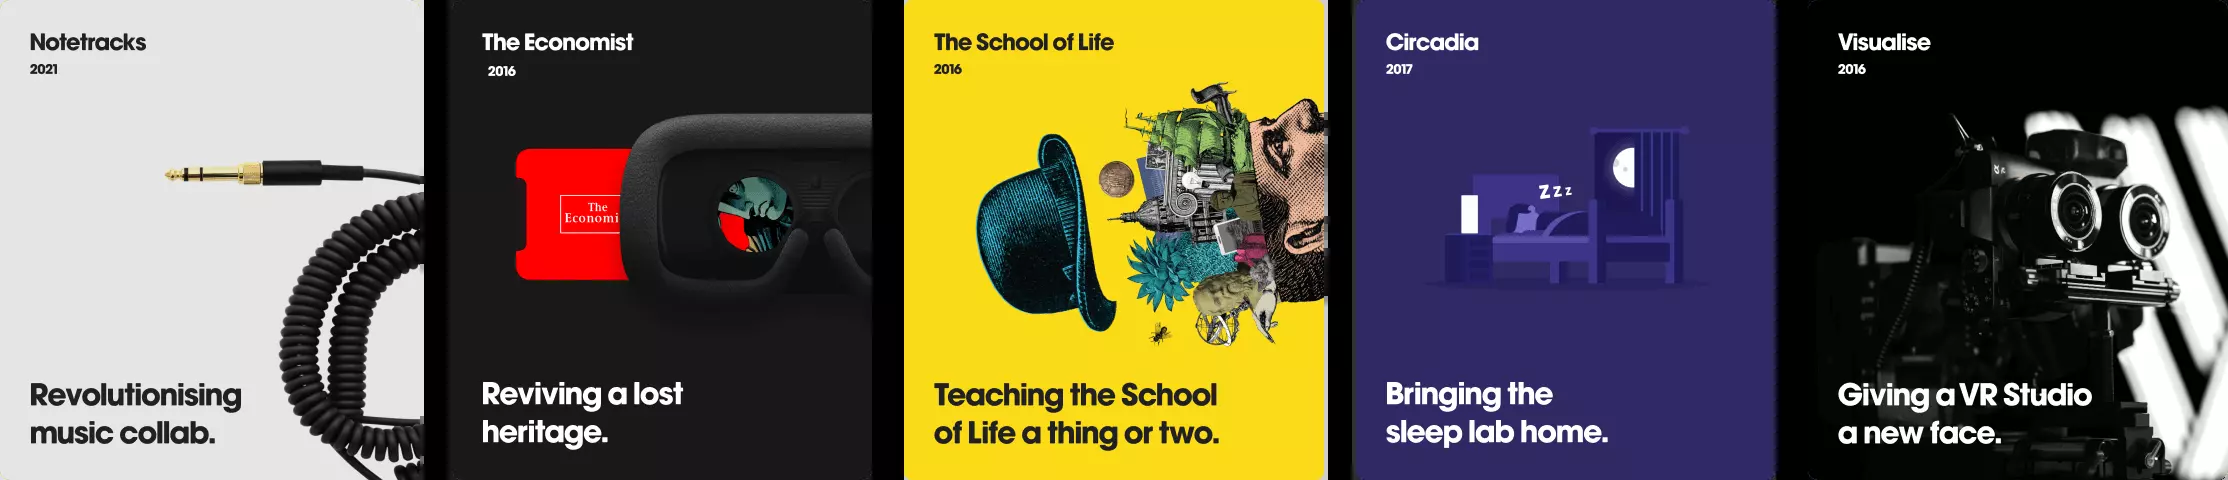 Notetracks
2021
Revolutionising
music collab.
The Economist
2016
The
Economi
Reviving a lost
heritage.
The School of Life
2016
Teaching the School
of Life a thing or two.
Circadia
2017
Z z z
Bringing the
sleep lab home.
Visualise
2016
Giving a VR Studio
a new face.